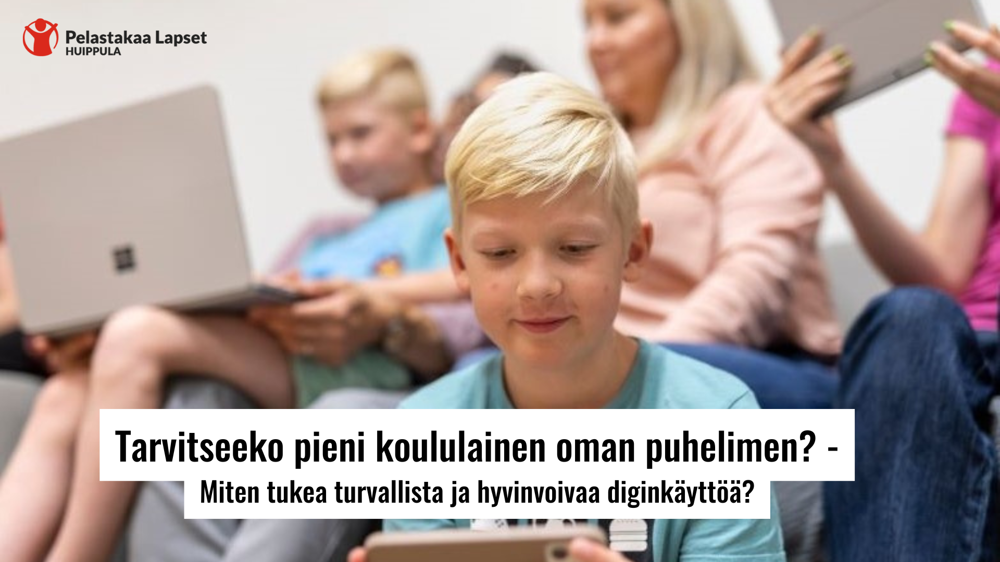 Pelastakaa Lapset
HUIPPULA
Tarvitseeko pieni koululainen oman puhelimen? -
Miten tukea turvallista ja hyvinvoivaa diginkäyttöä?